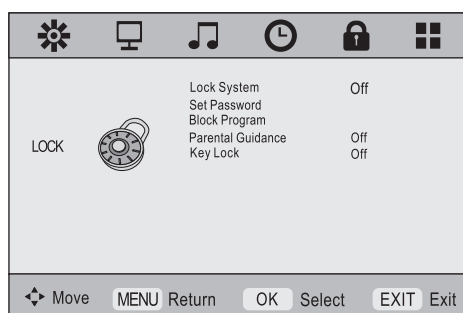 Lock System Off
Set Password
Block Program
LOCK
Parental Guidance Off
Key Lock Off
Move MENU Return OK Select EXIT Exit